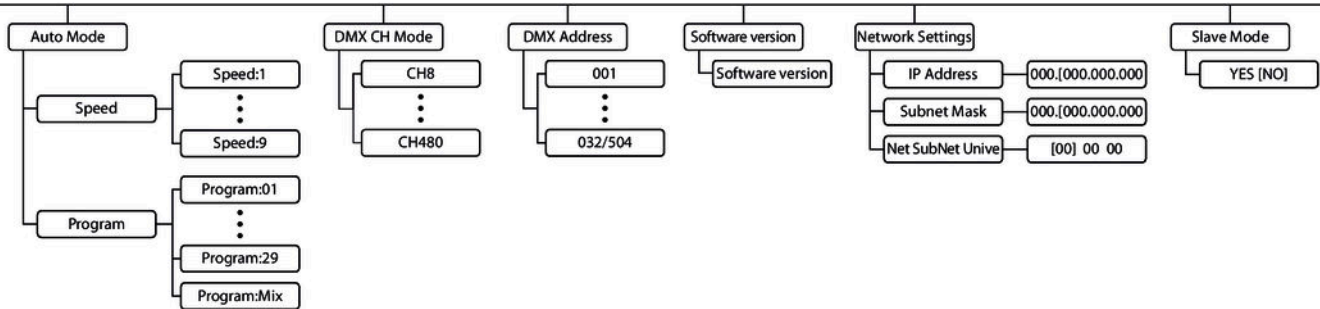 Auto Mode
Speed
Speed:1
Speed:9
Program
Program:01
Program:29
Program:Mix
DMX CH Mode
CH8
CH480
DMX Address
001
032/504
Software version
Software version
Network Settings
IP Address
000.[000.000.000
Subnet Mask
000.[000.000.000
Net SubNet Unive
[00] 00 00
Slave Mode
YES [NO]